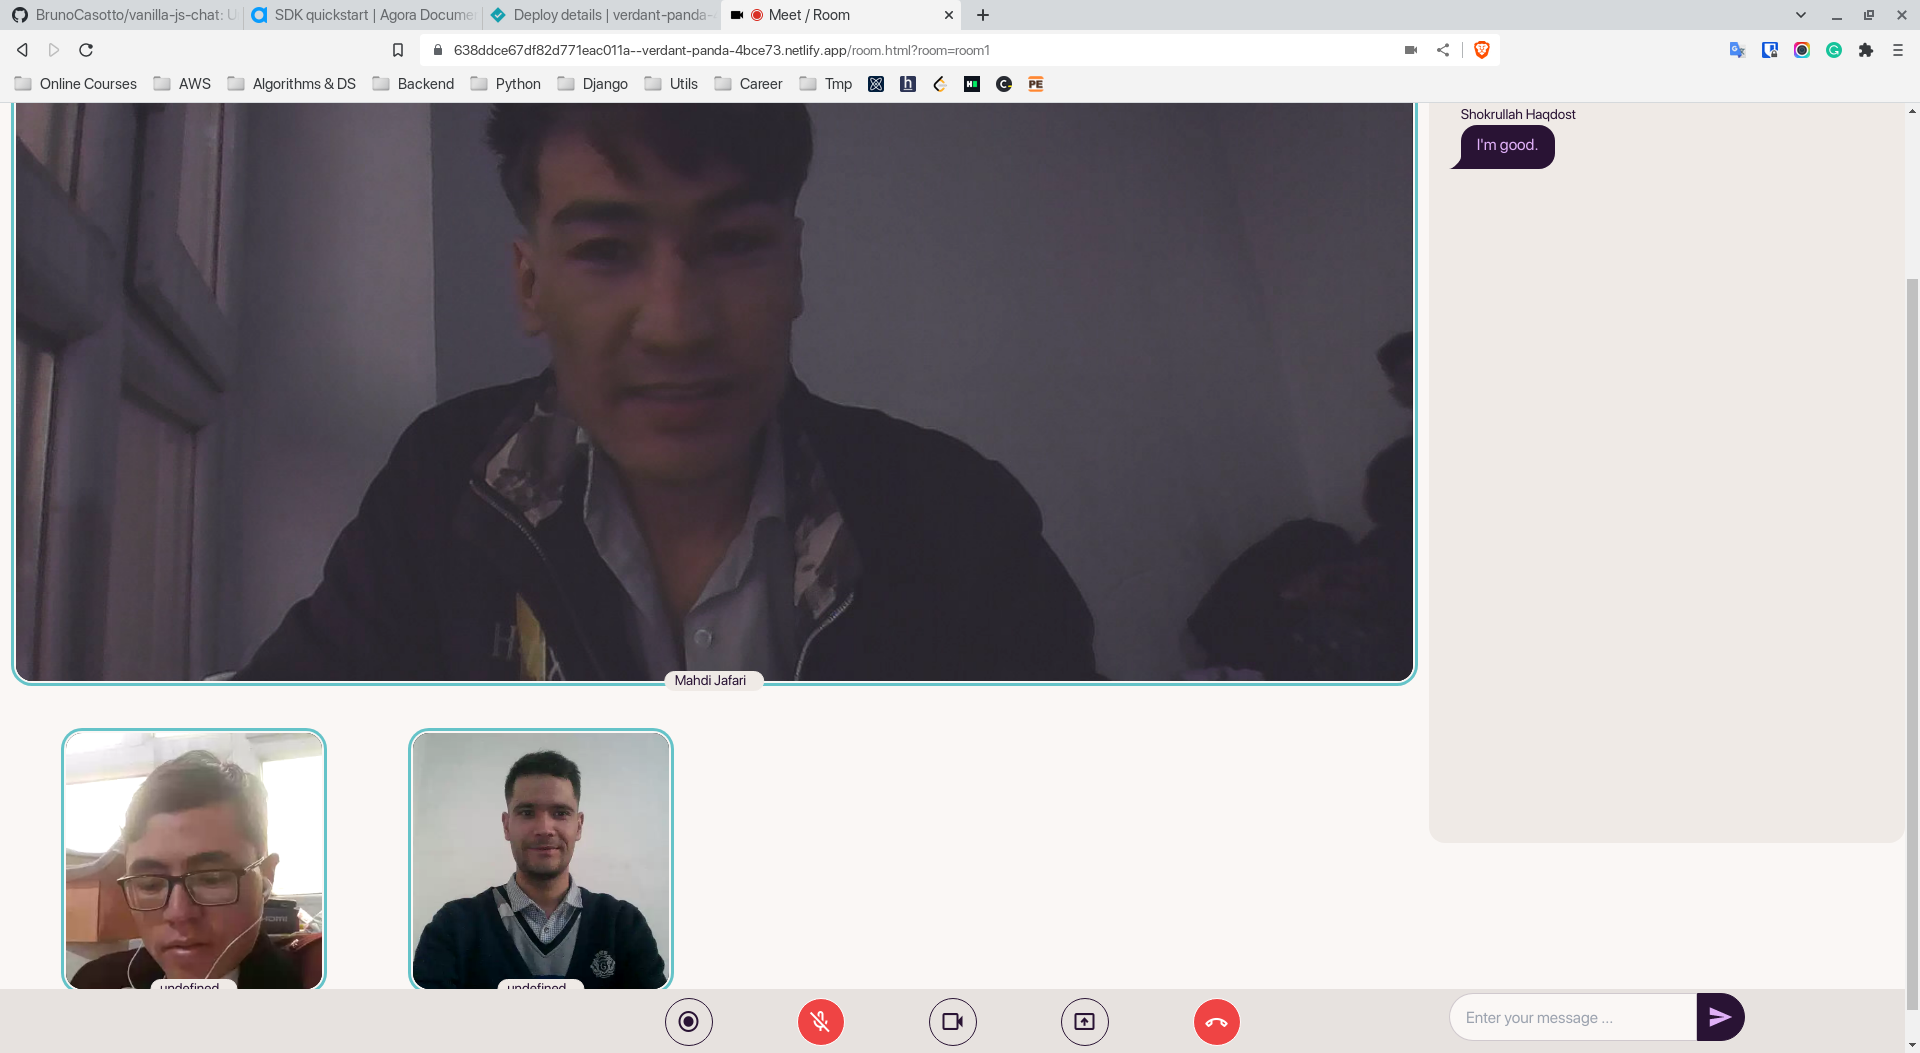 BrunoCasotto/vanilla-js-chat: U
SDK quickstart | Agora Docume
Deploy details | verdant-panda-
Meet / Room
638ddce67df82d771eac011a--verdant-panda-4bce73.netlify.app/room.html?room=room1
Online Courses
AWS
Algorithms & DS
Backend
Python
Django
Utils
Career
Tmp
h
C
PE
Shokrullah Haqdost
I'm good.
H
Mahdi Jafari
HDMI
undefined
undefined
Enter your message ...